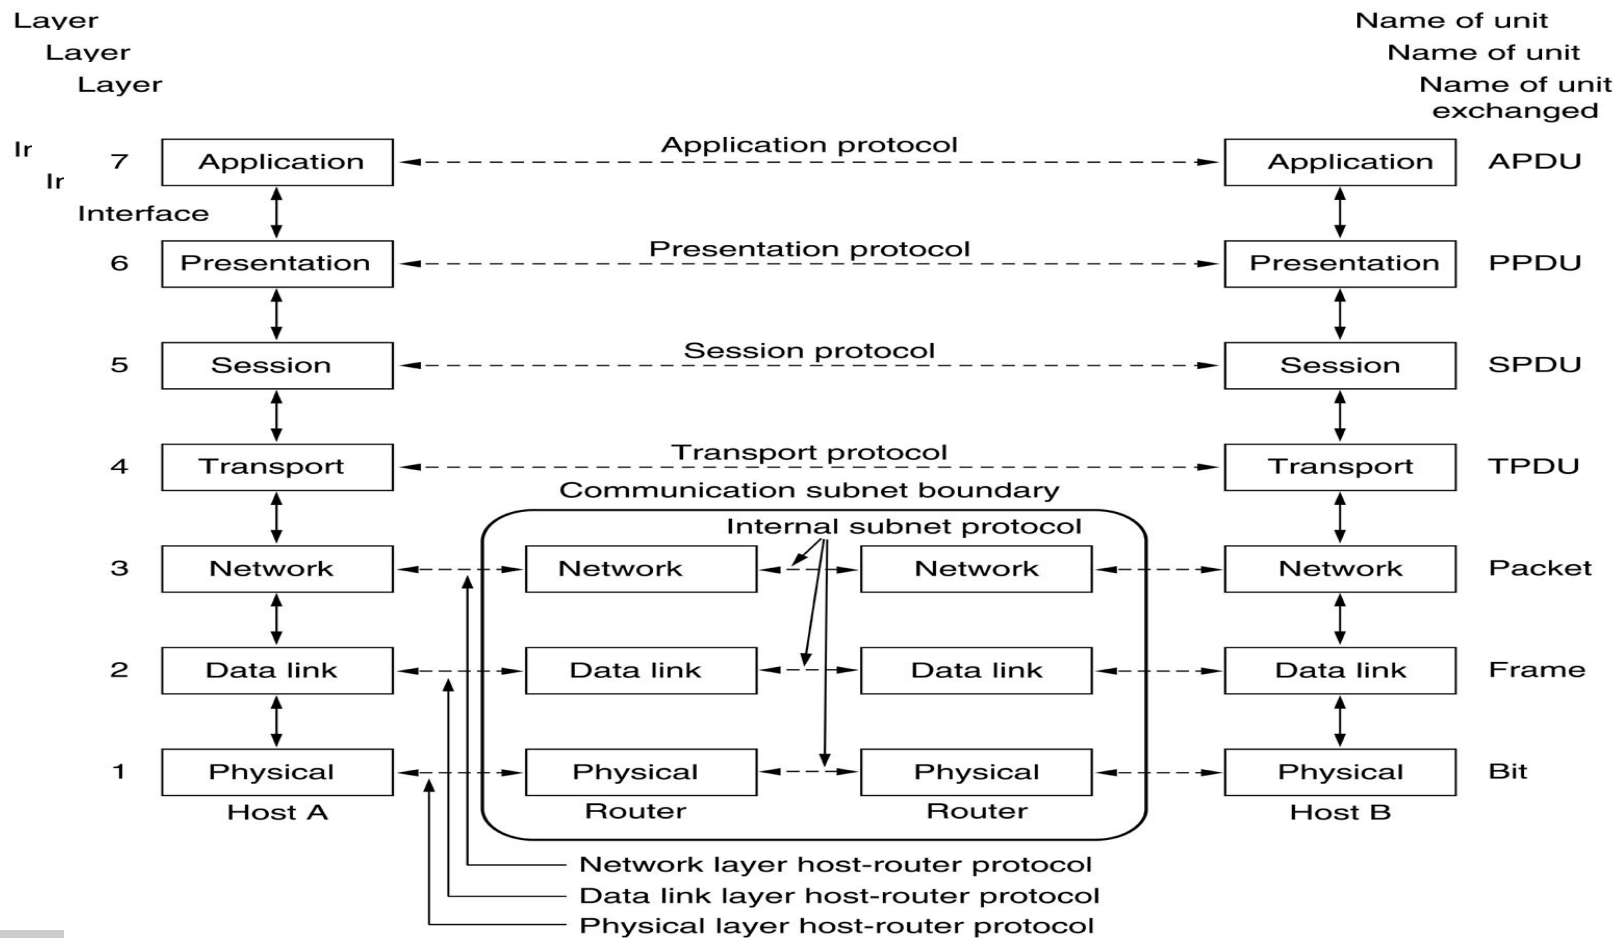 Layer
Name of unit
Layer
Name of unit
Layer
Name of unit
exchanged
Application protocol
Ir
7
Application
Application
APDU
Ir
Interface
Presentation protocol
6
Presentation
Presentation
PPDU
Session protocol
5
Session
Session
SPDU
Transport protocol
4
Transport
Transport
TPDU
Communication subnet boundary
Internal subnet protocol
3
Network
Network
Network
Network
Packet
2
Data link
Data link
Data link
Data link
Frame
1
Physical
Physical
Physical
Physical
Bit
Host A
Router
Router
Host B
Network layer host-router protocol
Data link layer host-router protocol
Physical layer host-router protocol